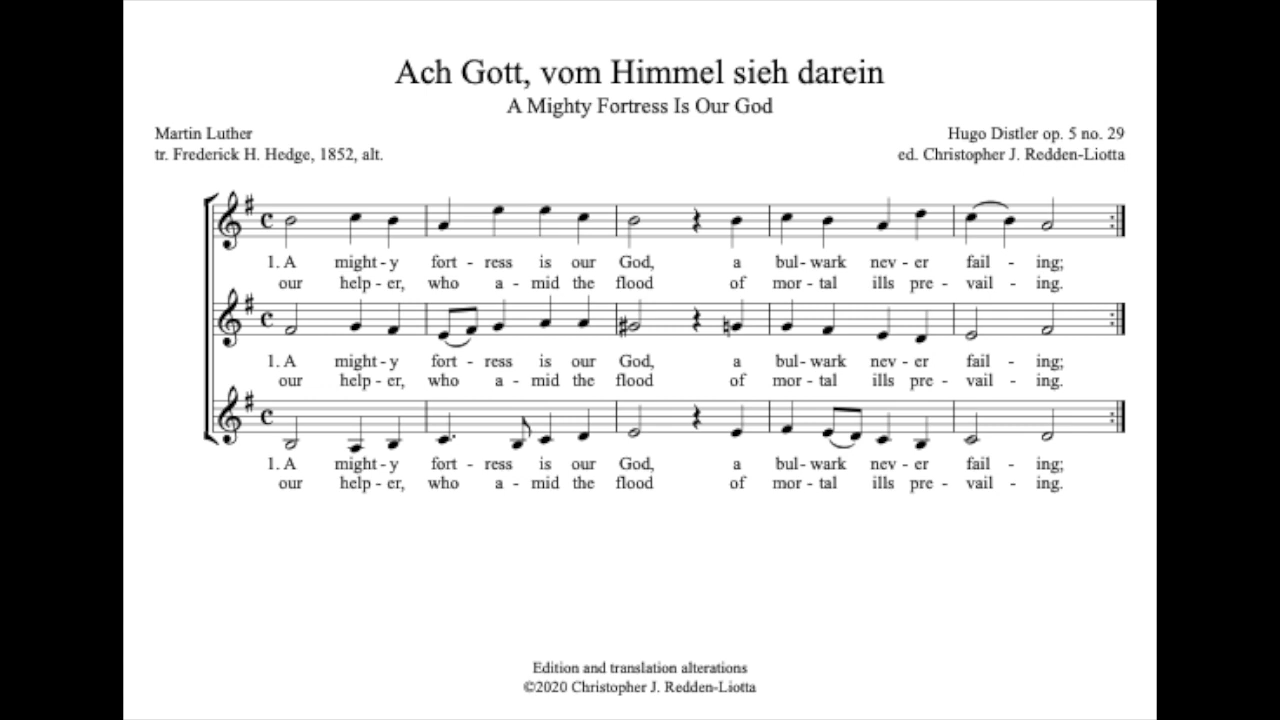 Ach Gott, vom Himmel sieh darein
A Mighty Fortress Is Our God
Martin Luther
Hugo Distler op. 5 no. 29
tr. Frederick H. Hedge, 1852, alt.
ed. Christopher J. Redden-Liotta
1. A might - y fort - ress is our God, a bul - wark nev - er fail - ing;
our help - er, who a - mid the flood of mor - tal ills pre - vail - ing.
1. A might - y fort - ress is our God, a bul - wark nev - er fail - ing;
our help - er, who a - mid the flood of mor - tal ills pre - vail - ing.
1. A might - y fort - ress is our God, a bul - wark nev - er fail - ing;
our help - er, who a - mid the flood of mor - tal ills pre - vail - ing.
Edition and translation alterations
©2020 Christopher J. Redden-Liotta